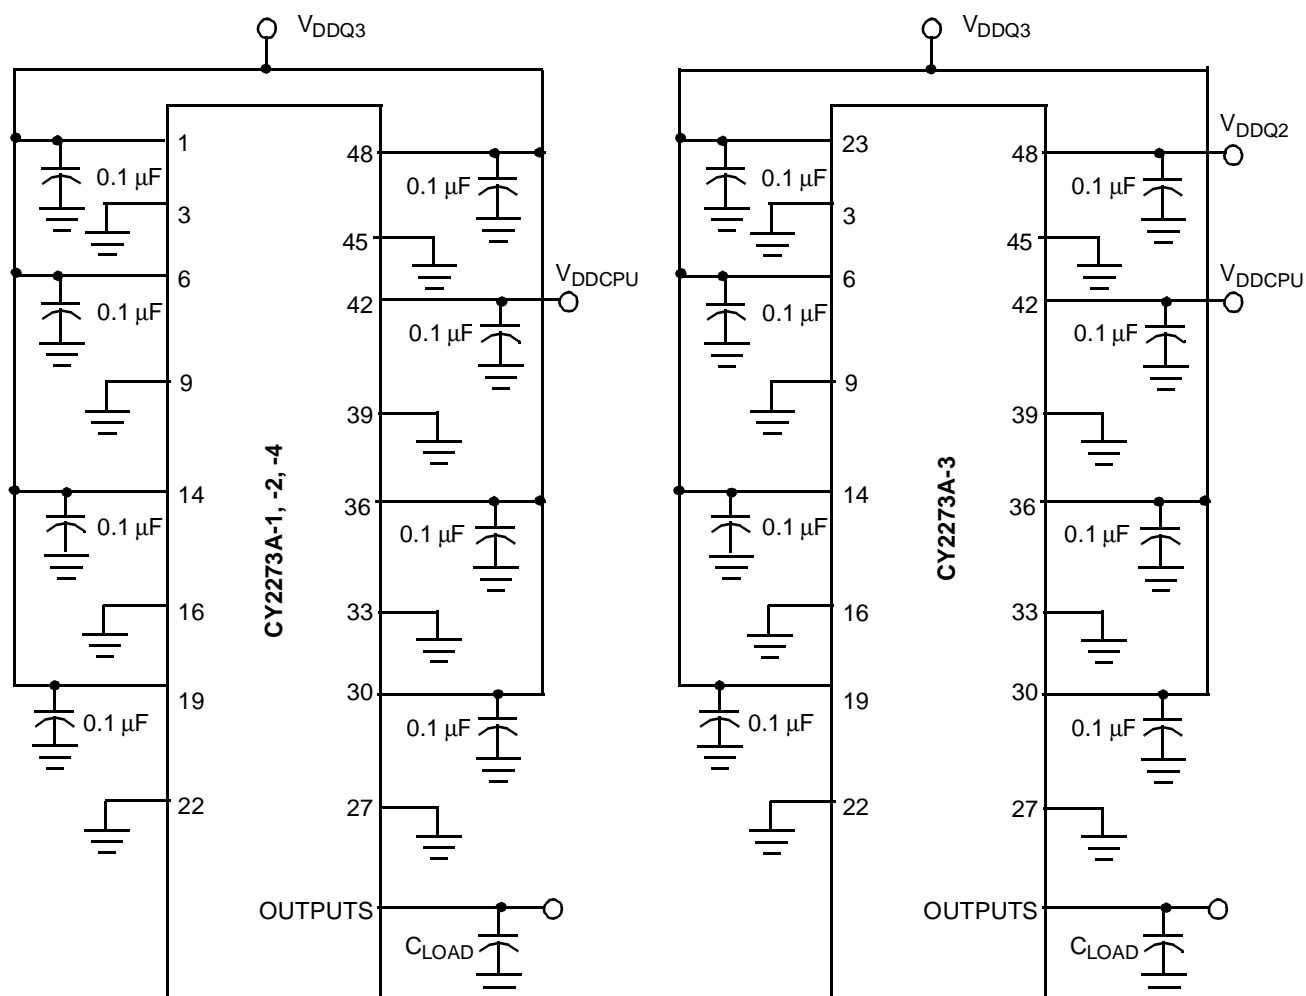 VDDQ3
1
48
0.1 µF
0.1 µF
3
45
6
VDDCPU
42
0.1 µF
0.1 µF
9
39
CY2273A-1, -2, -4
14
36
0.1 µF
0.1 µF
16
33
19
30
0.1 µF
0.1 µF
22
27
OUTPUTS
CLOAD
VDDQ3
23
VDDQ2
48
0.1 µF
0.1 µF
3
45
6
VDDCPU
42
0.1 µF
0.1 µF
9
39
CY2273A-3
14
36
0.1 µF
0.1 µF
16
33
19
30
0.1 µF
0.1 µF
22
27
OUTPUTS
CLOAD